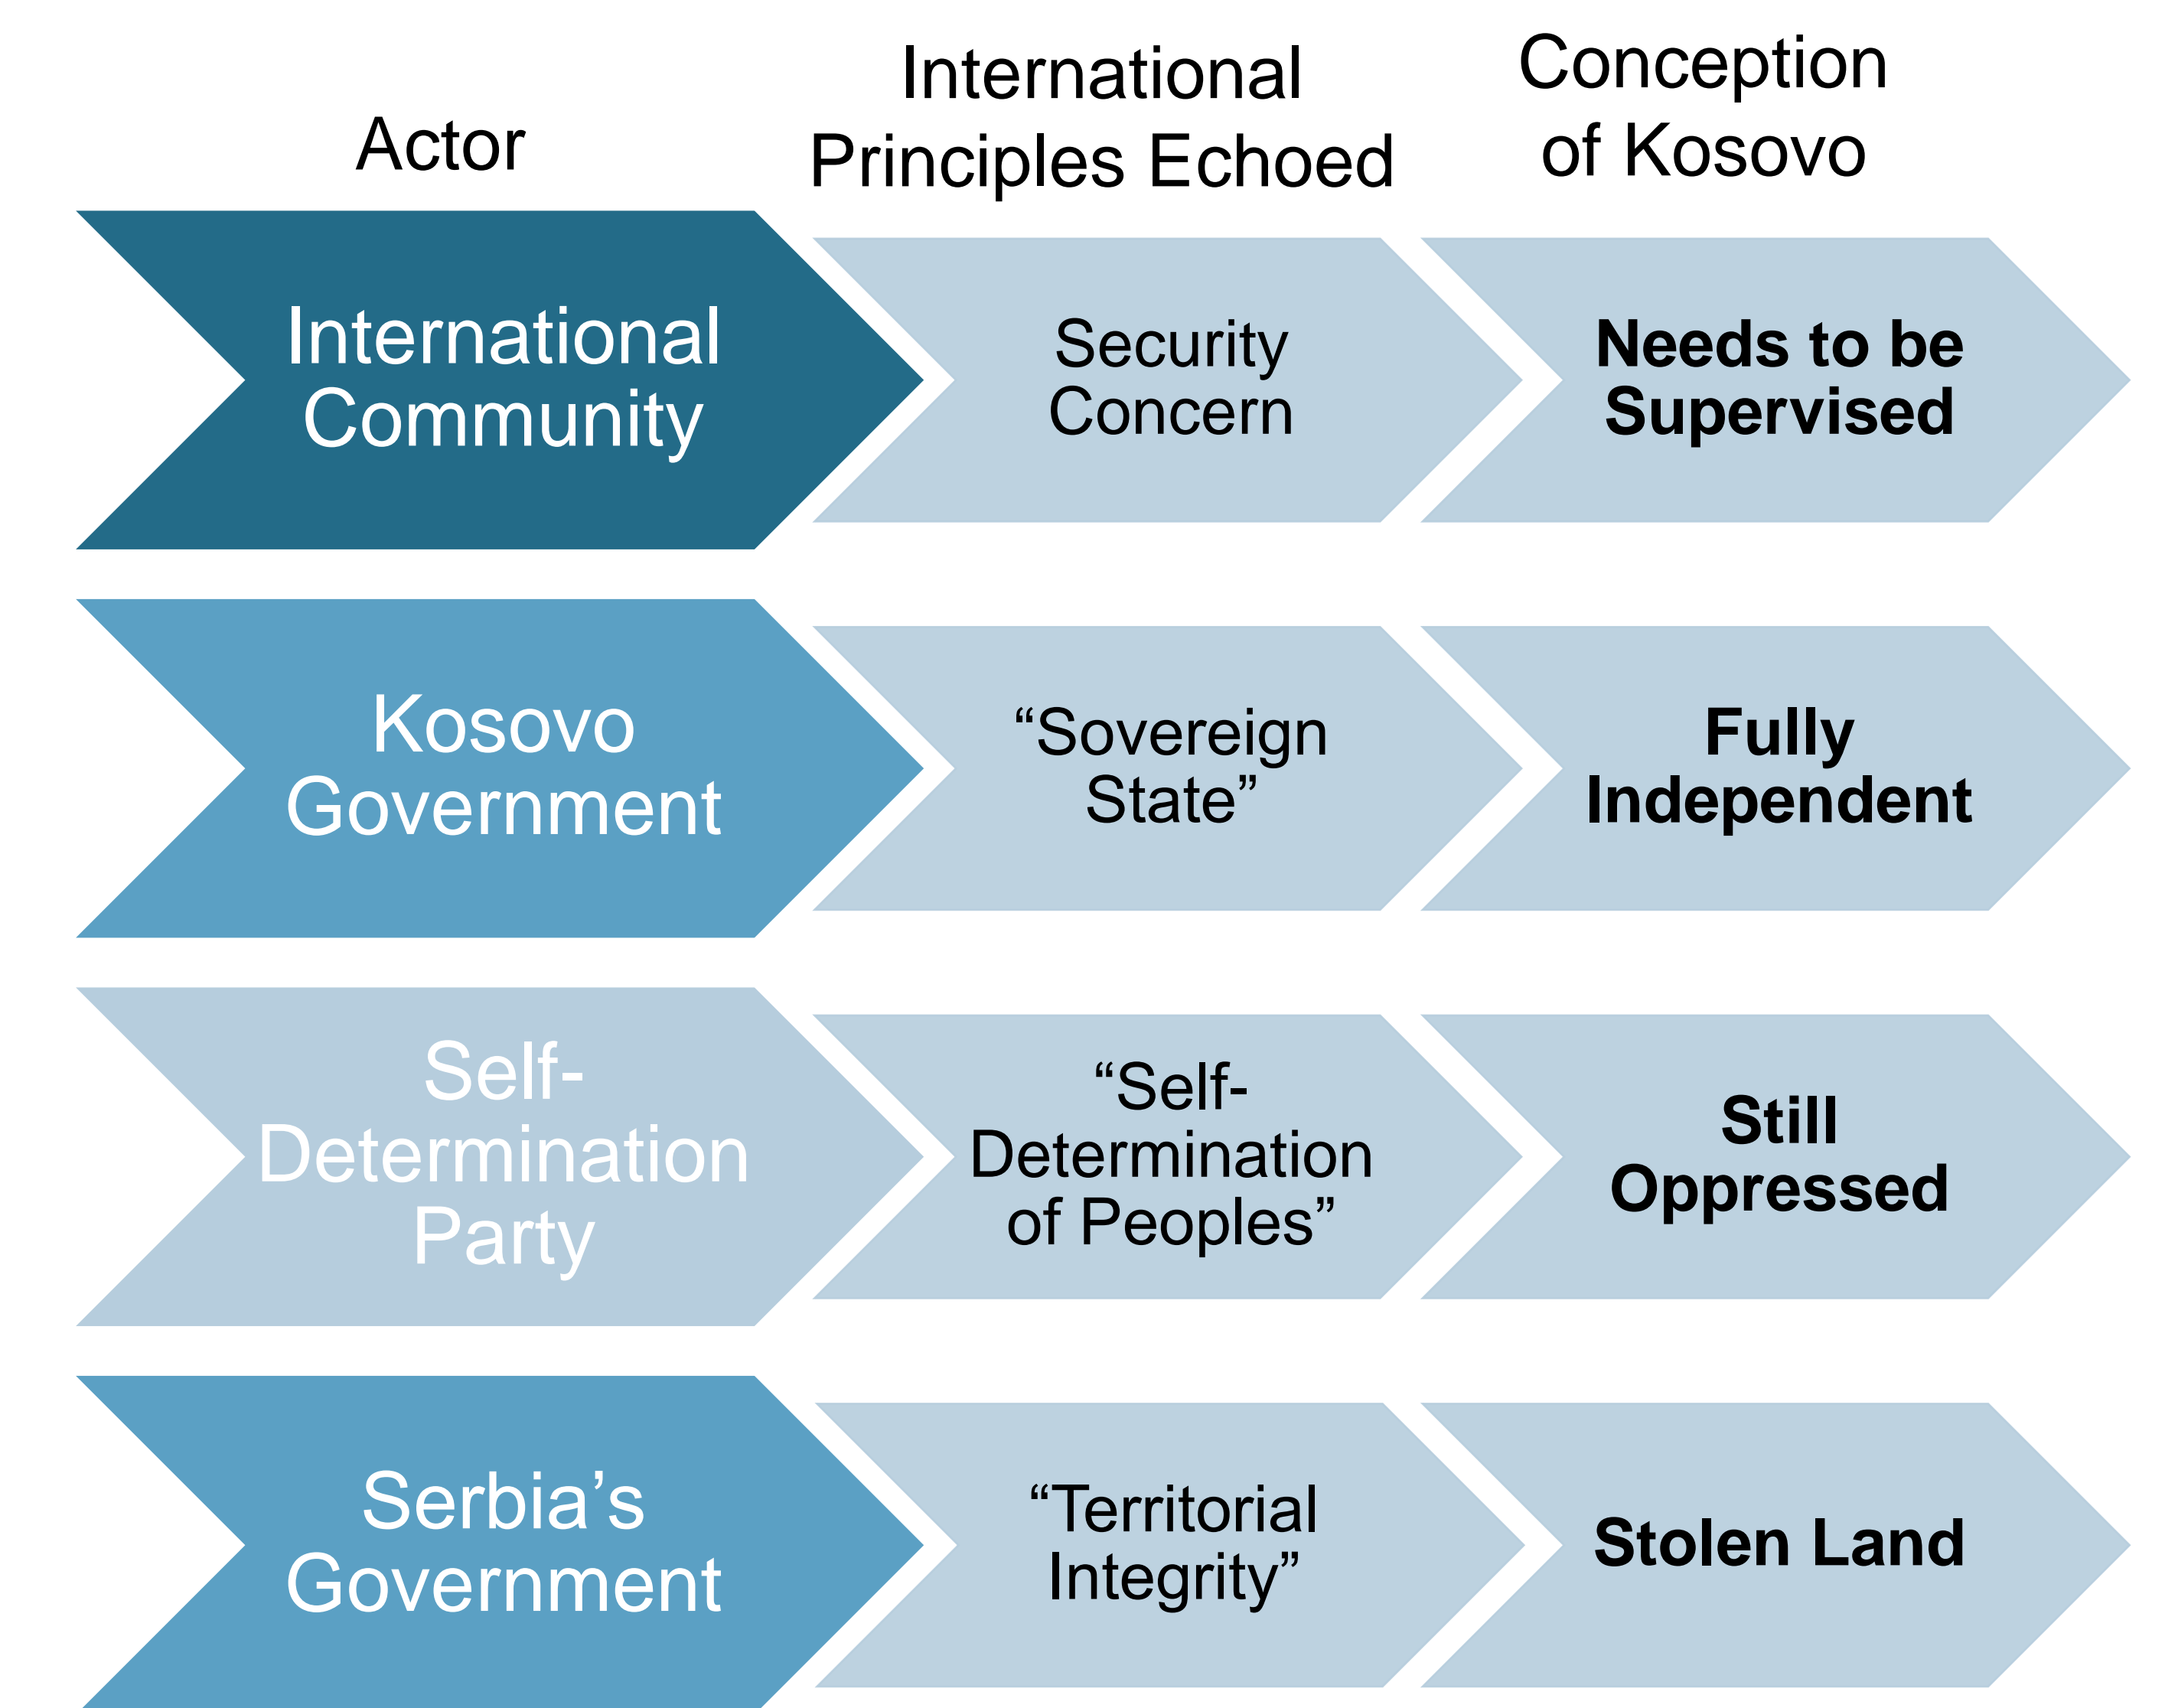 Actor
International
Principles Echoed
Conception
of Kosovo
International
Community
Security
Concern
Needs to be
Supervised
Kosovo
Government
“Sovereign
State”
Fully
Independent
Self-
Determination
Party
“Self-
Determination
of Peoples”
Still
Oppressed
Serbia’s
Government
“Territorial
Integrity”
Stolen Land